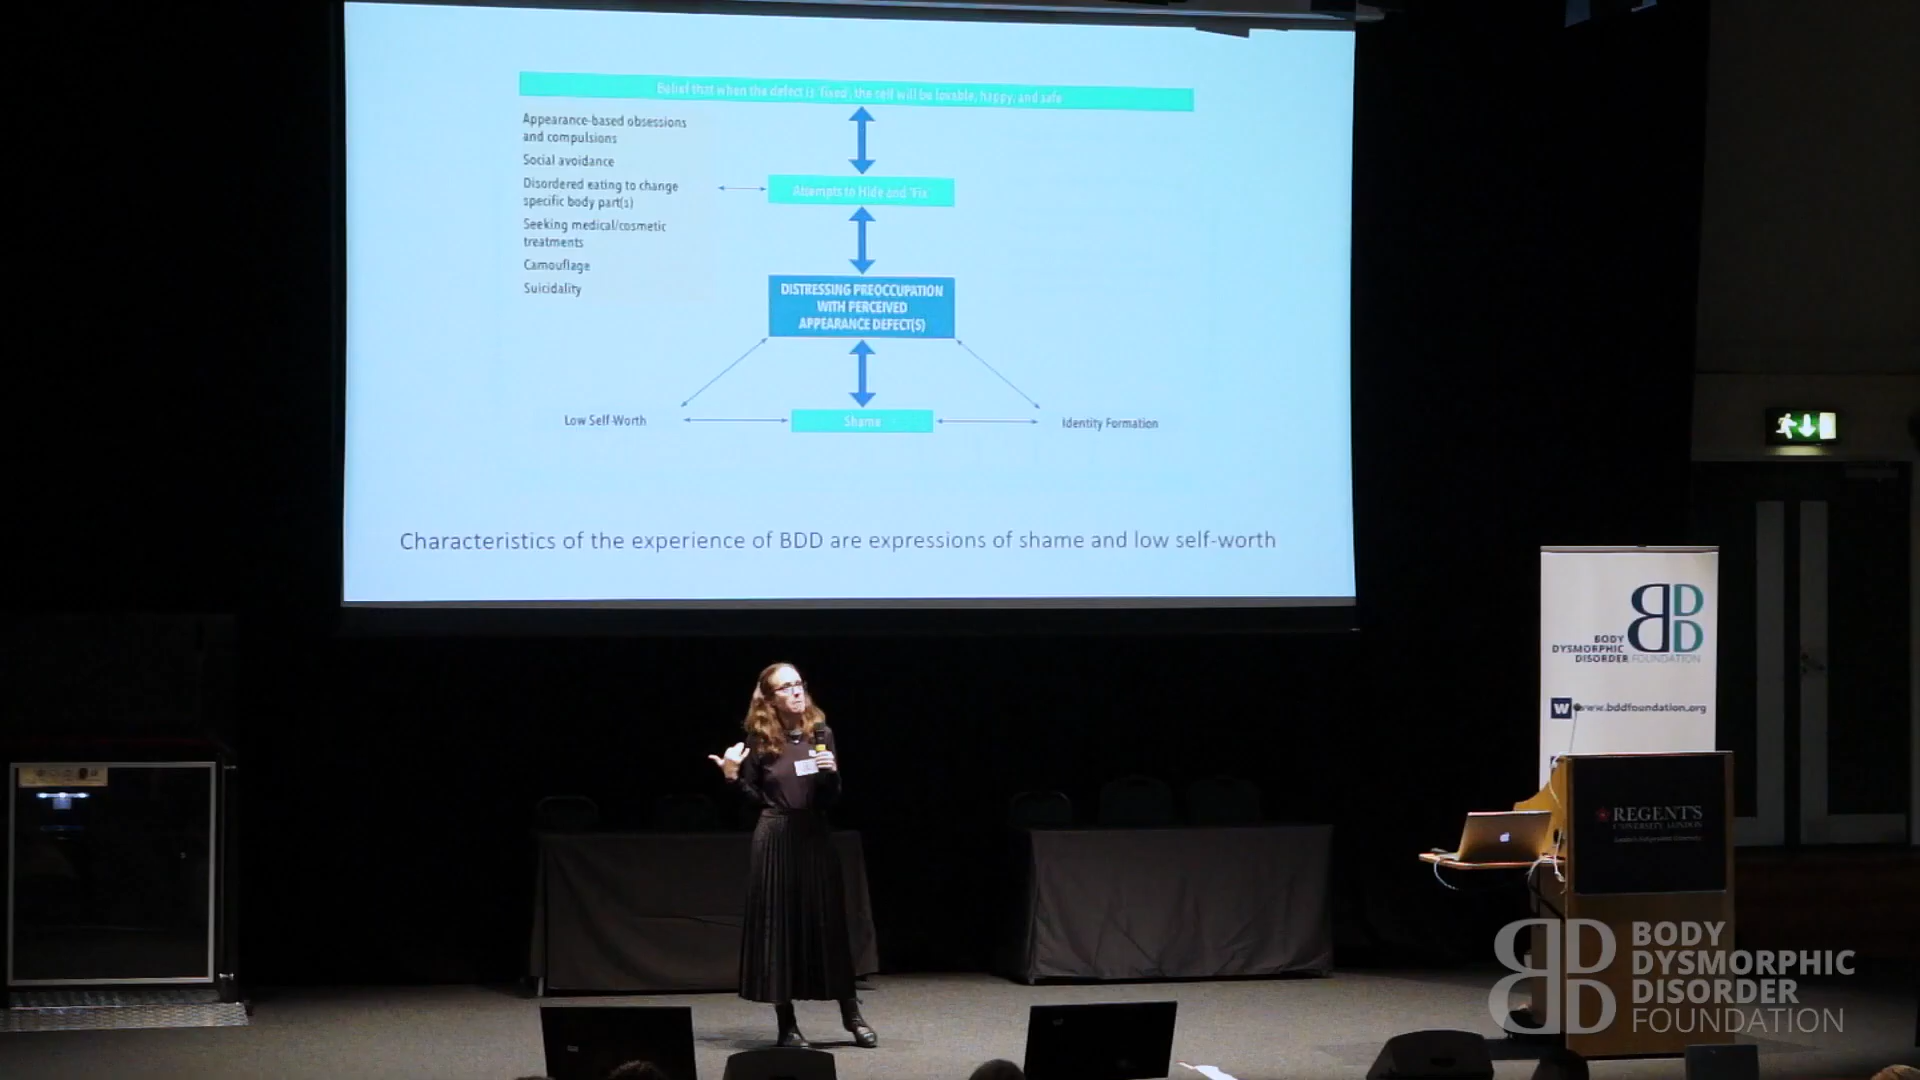 Belief that when the defect is 'fixed', the self will be lovable, happy, and safe
Appearance-based obsessions
and compulsions
Social avoidance
Disordered eating to change
specific body part(s)
Seeking medical/cosmetic
treatments
Camouflage
Suicidality
Attempts to Hide and 'Fix'
DISTRESSING PREOCCUPATION
WITH PERCEIVED
APPEARANCE DEFECT(S)
Low Self-Worth
Shame
Identity Formation
Characteristics of the experience of BDD are expressions of shame and low self-worth
BDD
BODY
DYSMORPHIC
DISORDER FOUNDATION
W www.bddfoundation.org
REGENT'S
UNIVERSITY LONDON
BDD
BODY
DYSMORPHIC
DISORDER
FOUNDATION